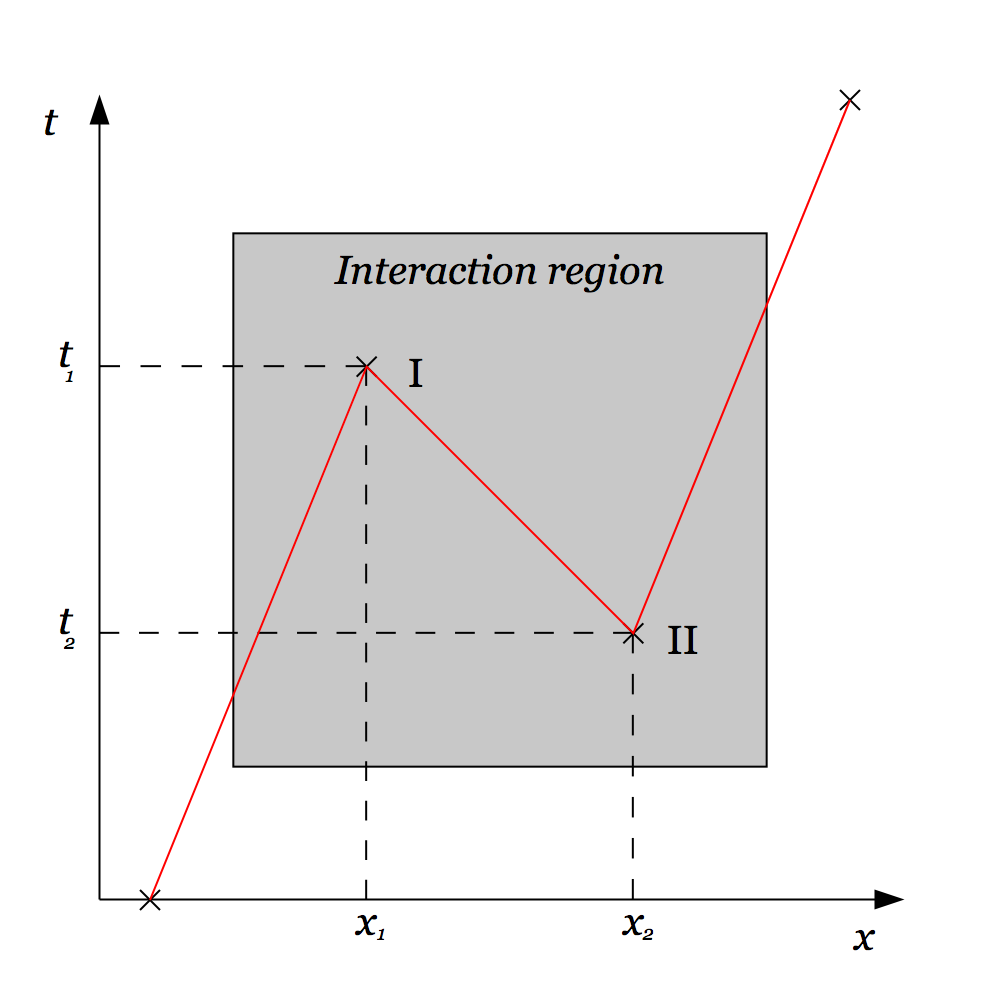 t
Interaction region
t₁
I
t₂
II
x₁
x₂
x